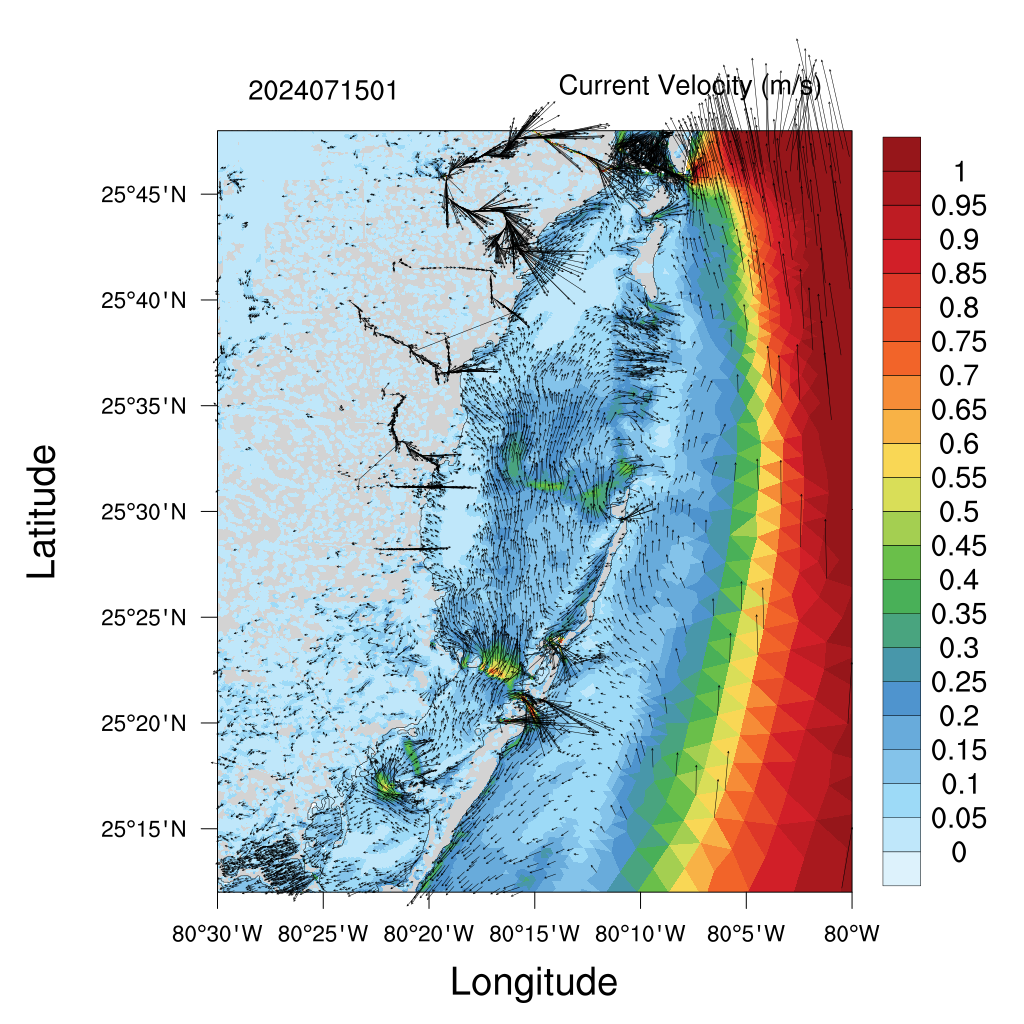 2024071501
Current Velocity (m/s)
Latitude
25°45'N
25°40'N
25°35'N
25°30'N
25°25'N
25°20'N
25°15'N
80°30'W 80°25'W 80°20'W 80°15'W 80°10'W 80°5'W 80°W
Longitude
1
0.95
0.9
0.85
0.8
0.75
0.7
0.65
0.6
0.55
0.5
0.45
0.4
0.35
0.3
0.25
0.2
0.15
0.1
0.05
0